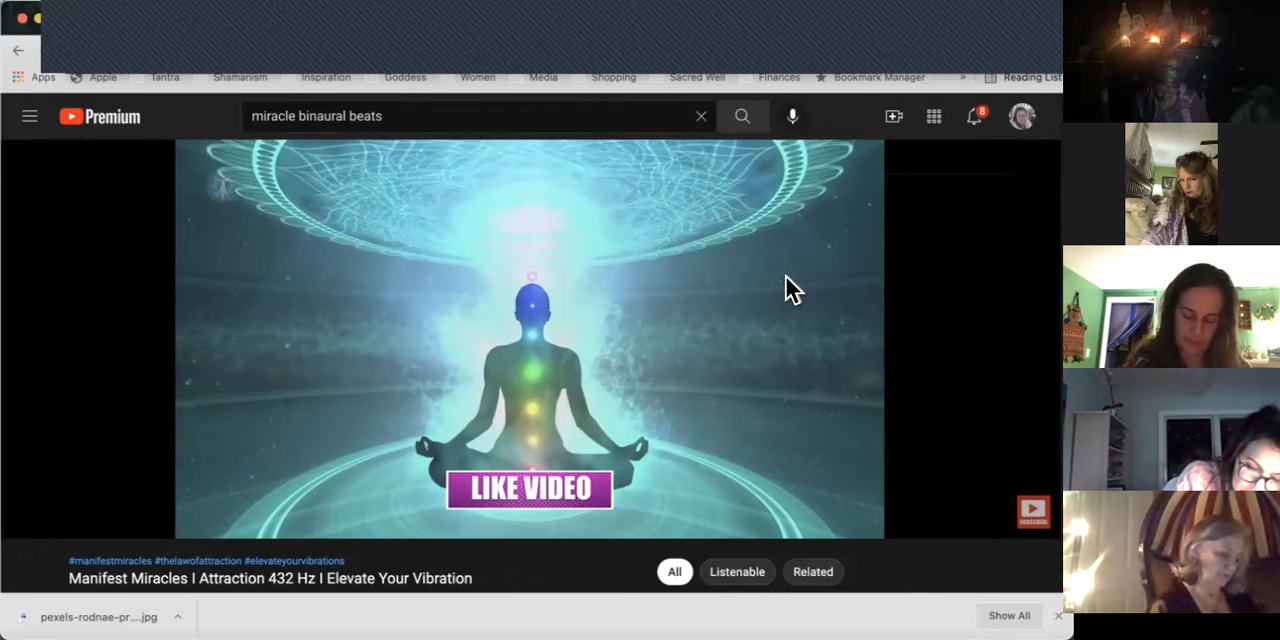 Apps Apple Tantra Shamanism Inspiration Goddess Women Media Shopping Sacred Well Finances Bookmark Manager » Reading List
Premium miracle binaural beats 8
LIKE VIDEO
SUBSCRIBE
#manifestmiracles #thelawofattraction #elevateyourvibrations
Manifest Miracles I Attraction 432 Hz I Elevate Your Vibration
All Listenable Related
pexels-rodnae-pr....jpg Show All